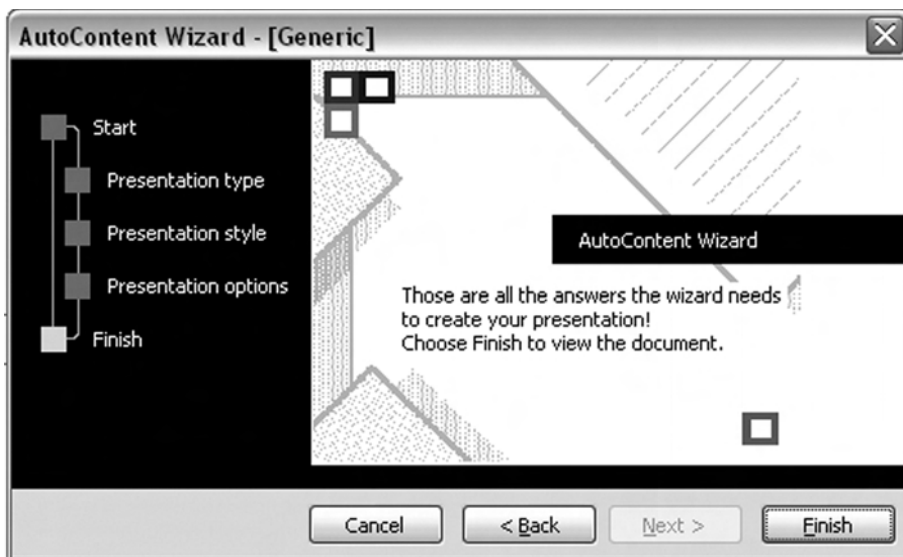 AutoContent Wizard - [Generic]
Start
Presentation type
Presentation style
Presentation options
Finish
AutoContent Wizard
Those are all the answers the wizard needs
to create your presentation!
Choose Finish to view the document.
Cancel
< Back
Next >
Finish